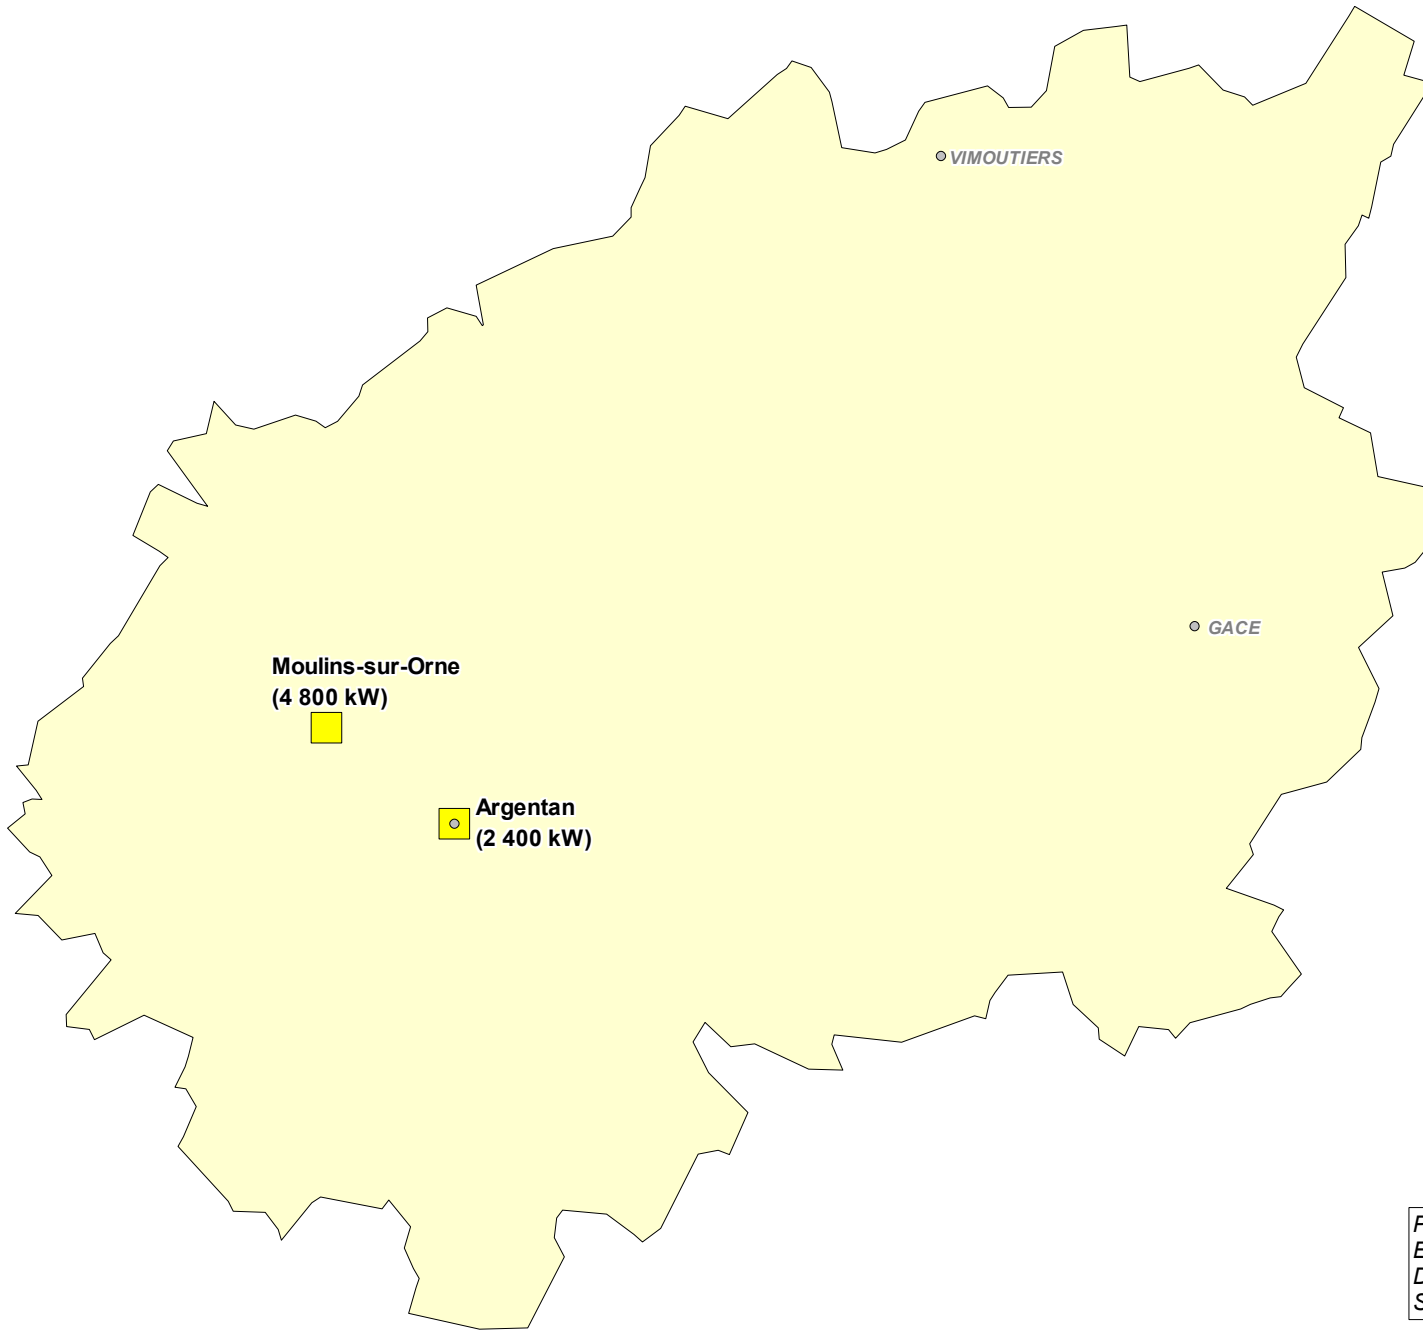 VIMOUTIERS
GACE
Moulins-sur-Orne
(4 800 kW)
Argentan
(2 400 kW)